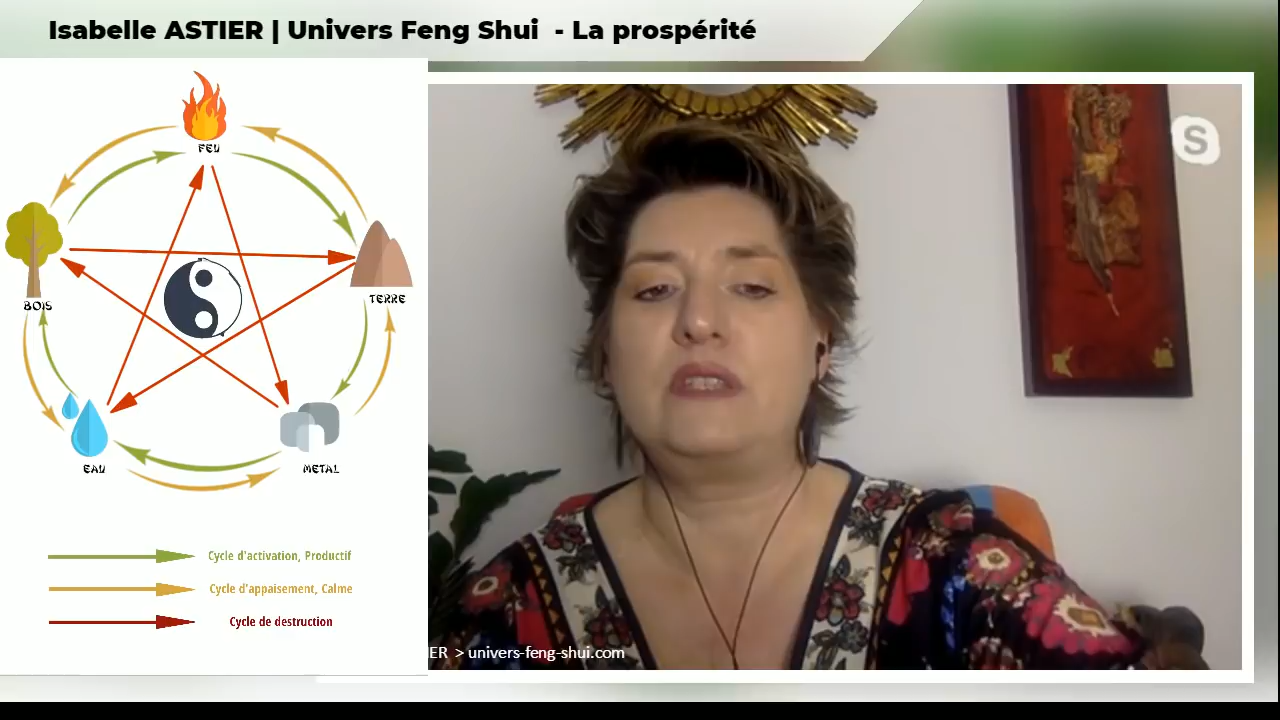 Isabelle ASTIER | Univers Feng Shui - La prospérité
FEU
BOIS
TERRE
EAU
METAL
Cycle d'activation, Productif
Cycle d'appaisement, Calme
Cycle de destruction
S
ER > univers-feng-shui.com